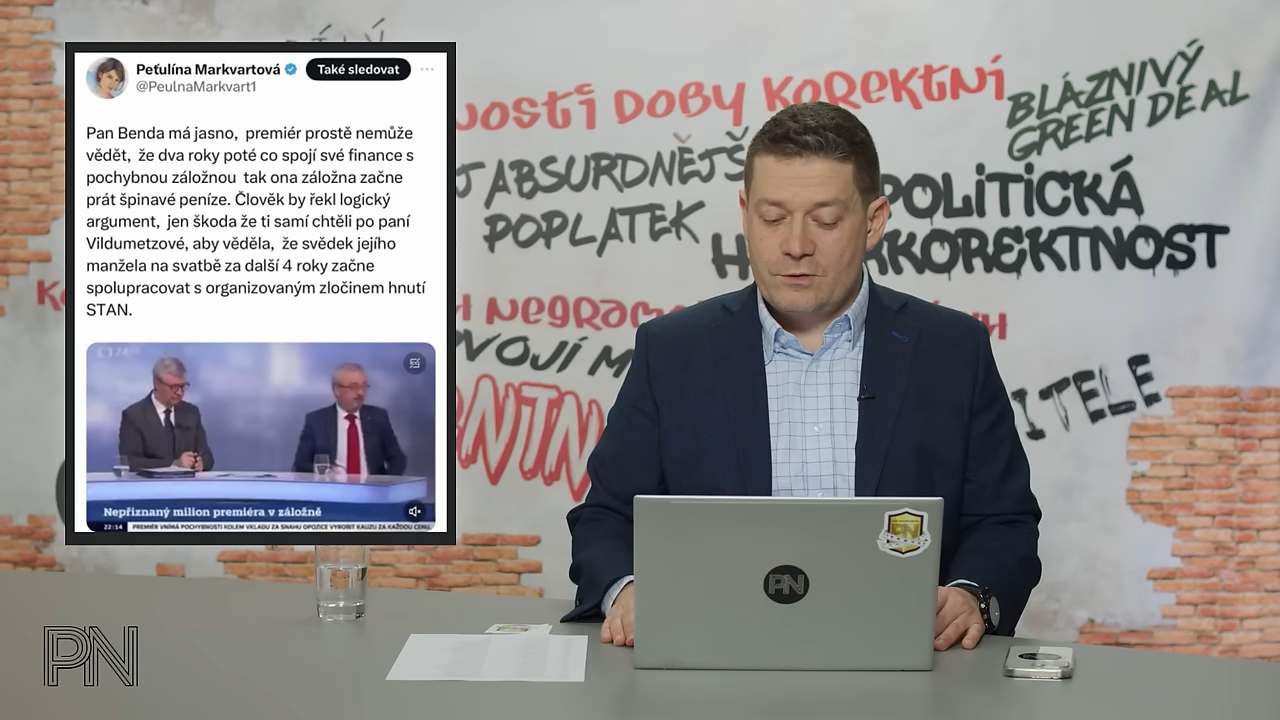 Peťulína Markvartová
Také sledovat
@PeulnaMarkvart1
Pan Benda má jasno, premiér prostě nemůže
vědět, že dva roky poté co spojí své finance s
pochybnou záložnou tak ona záložna začne
prát špinavé peníze. Člověk by řekl logický
argument, jen škoda že ti samí chtěli po paní
Vildumetzové, aby věděla, že svědek jejího
manžela na svatbě za další 4 roky začne
spolupracovat s organizovaným zločinem hnutí
STAN.
24
Nepřiznaný milion premiéra v záložně
22:14 PREMIÉR VNÍMÁ POCHYBNOSTI KOLEM VKLADU ZA SNAHU OPOZICE VYROBIT KAUZU ZA KAŽDOU CENU
NOSTI DOBY KOREKTNÍ
BLÁZNIVÝ
GREEN DEAL
ABSURDNĚJŠ
POPLATEK
POLITICKÁ
KOREKTNOST
VOJÍ M
ITELE
PN
PN
PN